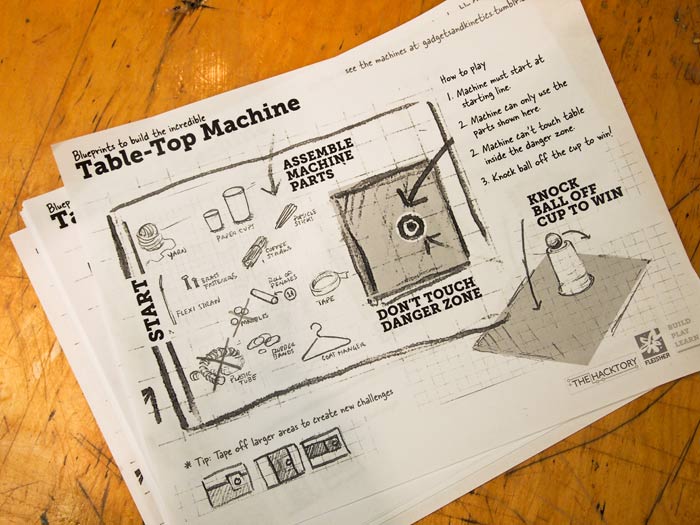 see the machines at: gadgetsandkinetics.tumblr
Blueprints to build the incredible
Table-Top Machine
How to play
1. Machine must start at
starting line.
2. Machine can only use the
parts shown here
2. Machine can't touch table
inside the danger zone.
3. Knock ball off the cup to win!
ASSEMBLE
MACHINE
PARTS
YARN
PAPER CUPS
POPSICLE
STICKS
COFFEE
STRAWS
BRASS
FASTENERS
FLEXI STRAW
ROLL OF
PENNIES
TAPE
MARBLES
RUBBER
BANDS
COAT HANGER
PLASTIC
TUBE
START
DON'T TOUCH
DANGER ZONE
KNOCK
BALL OFF
CUP TO WIN
THE HACKTORY
FLEISHER
BUILD
PLAY
LEARN
* Tip: Tape off larger areas to create new challenges
Bluep
Ta